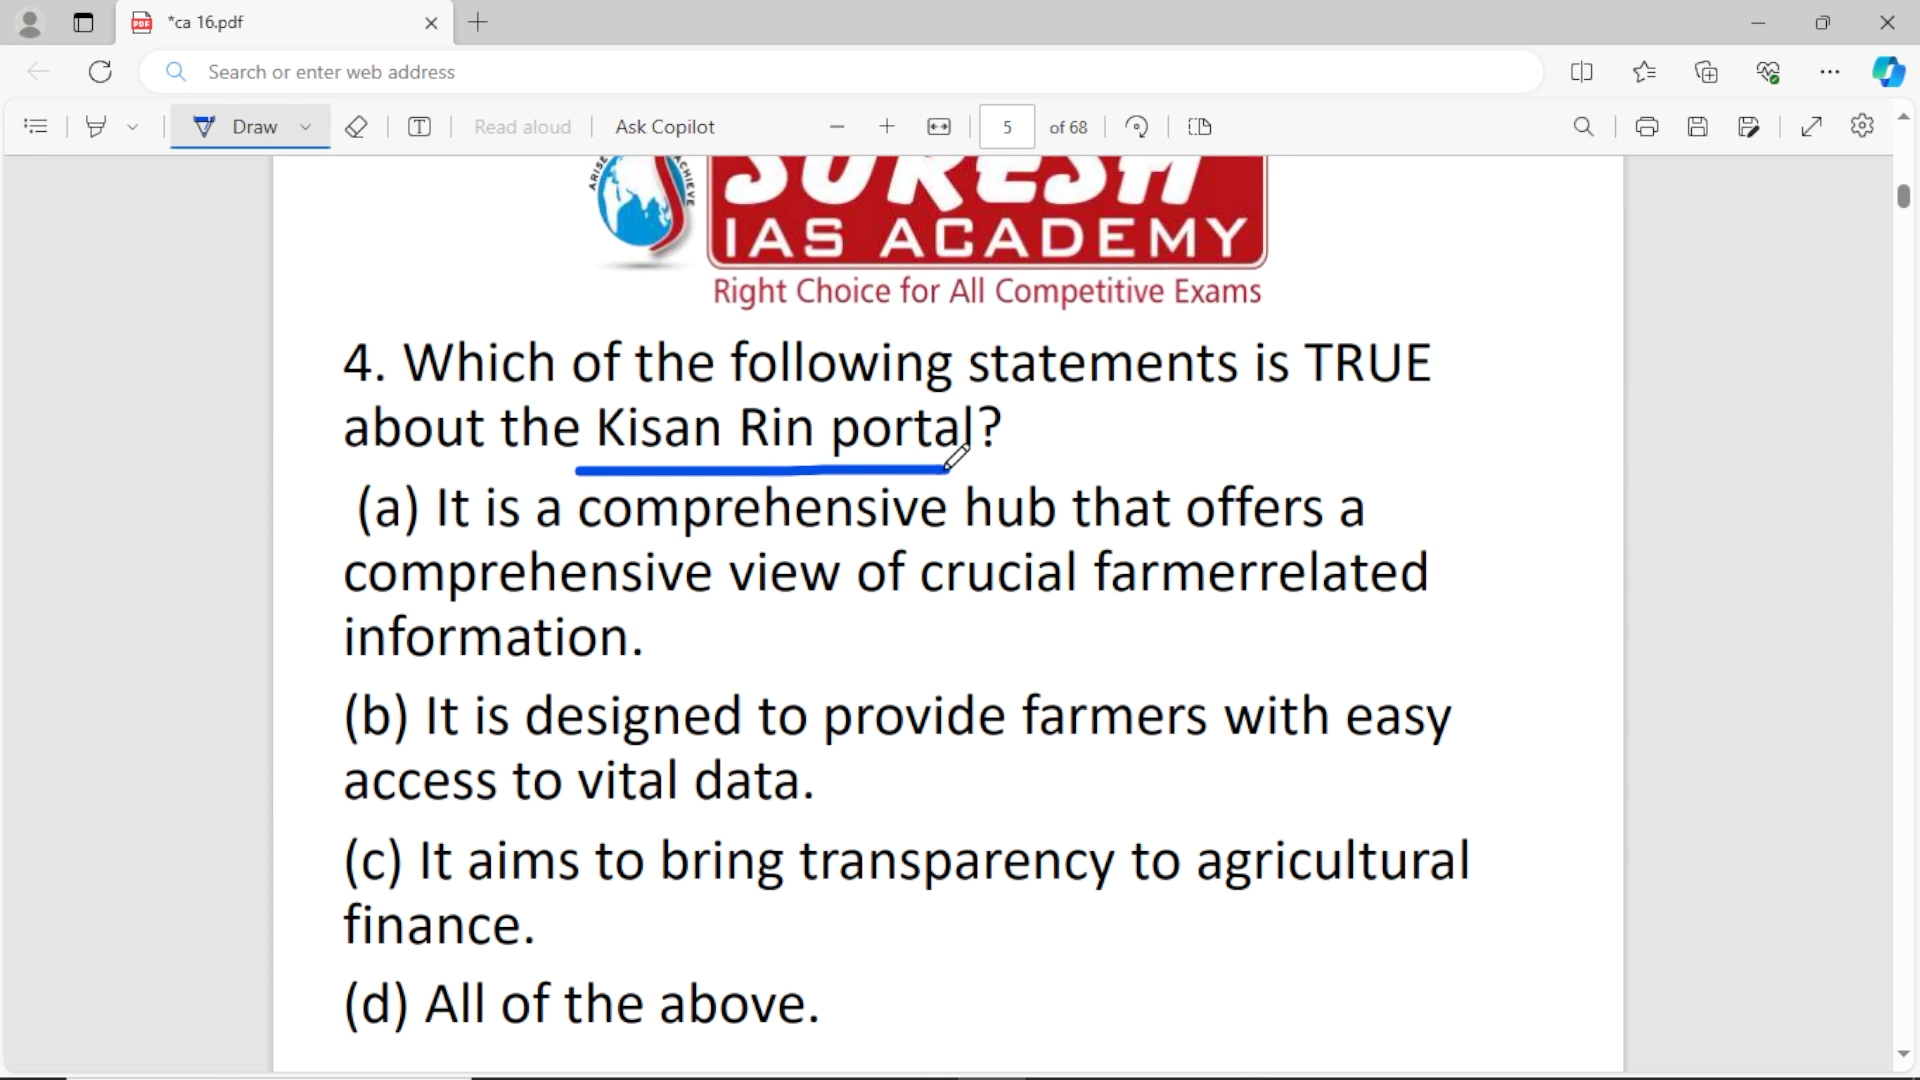 *ca 16.pdf
Search or enter web address
Draw
Read aloud
Ask Copilot
5
of 68
ARISE
ACHIEVE
SURESH
IAS ACADEMY
Right Choice for All Competitive Exams
4. Which of the following statements is TRUE
about the Kisan Rin portal?
(a) It is a comprehensive hub that offers a
comprehensive view of crucial farmerrelated
information.
(b) It is designed to provide farmers with easy
access to vital data.
(c) It aims to bring transparency to agricultural
finance.
(d) All of the above.